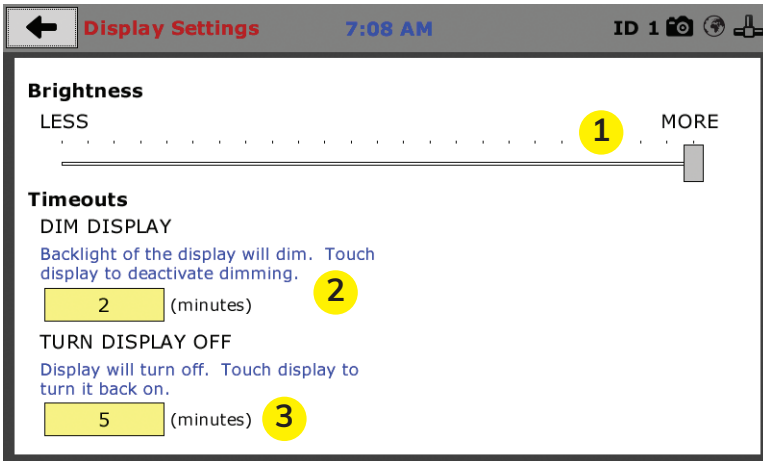 Display Settings 7:08 AM ID 1
Brightness
LESS 1 MORE
Timeouts
DIM DISPLAY
Backlight of the display will dim. Touch
display to deactivate dimming.
2
2 (minutes)
TURN DISPLAY OFF
Display will turn off. Touch display to
turn it back on.
5 (minutes) 3